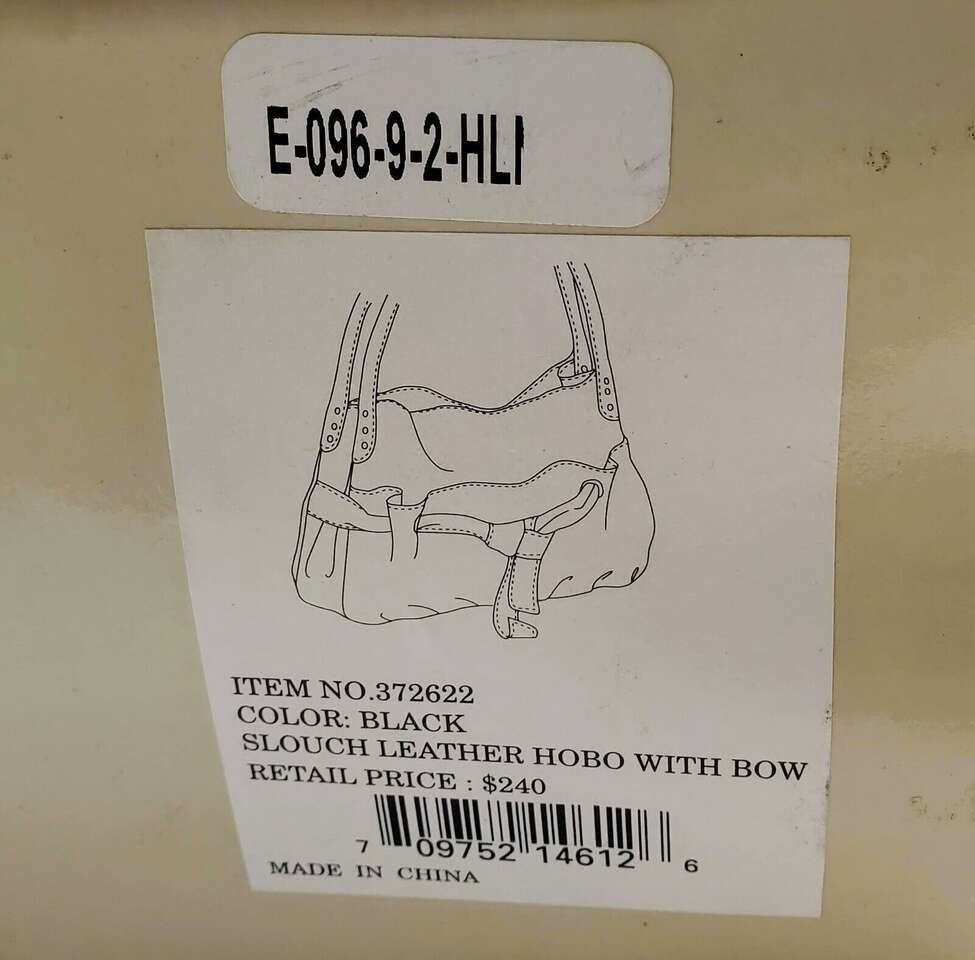 E-096-9-2-HLI
ITEM NO.372622
COLOR: BLACK
SLOUCH LEATHER HOBO WITH BOW
RETAIL PRICE : $240
7 09752 14612 6
MADE IN CHINA